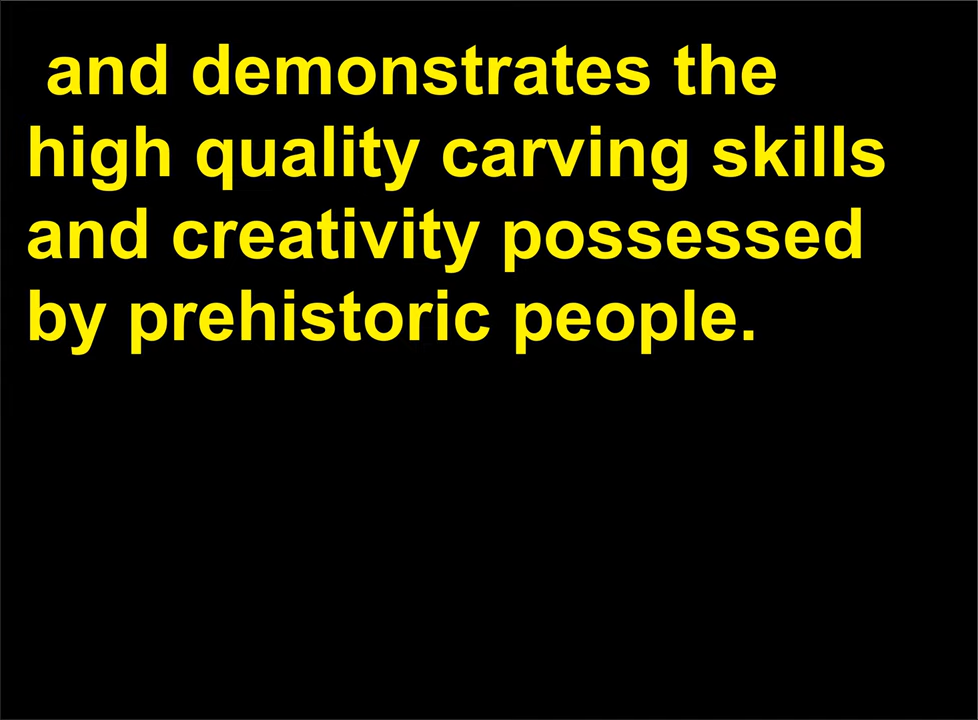 and demonstrates the
high quality carving skills
and creativity possessed
by prehistoric people.